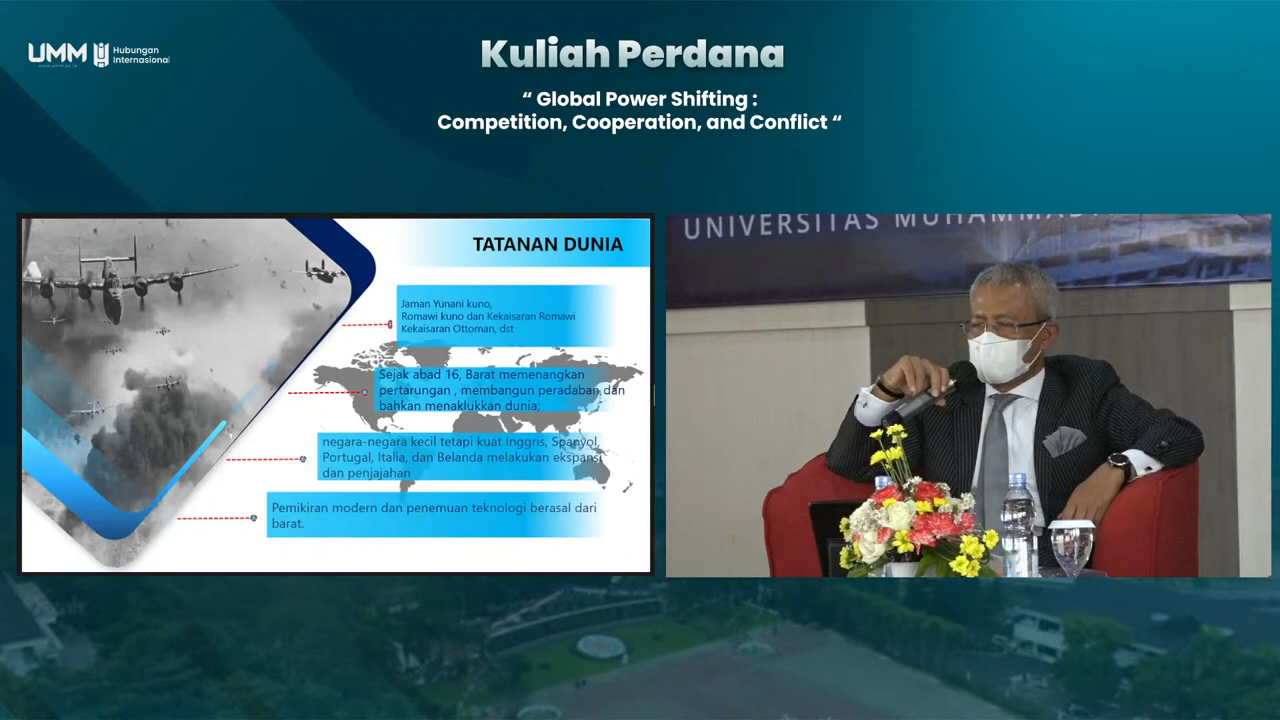 UMM
Hubungan
Internasional
Kuliah Perdana
“ Global Power Shifting :
Competition, Cooperation, and Conflict “
TATANAN DUNIA
Jaman Yunani kuno,
Romawi kuno dan Kekaisaran Romawi
Kekaisaran Ottoman, dst
Sejak abad 16, Barat memenangkan
pertarungan , membangun peradaban dan
bahkan menaklukkan dunia;
negara-negara kecil tetapi kuat Inggris, Spanyol,
Portugal, Italia, dan Belanda melakukan ekspansi
dan penjajahan
Pemikiran modern dan penemuan teknologi berasal dari
barat.
UNIVERSITAS